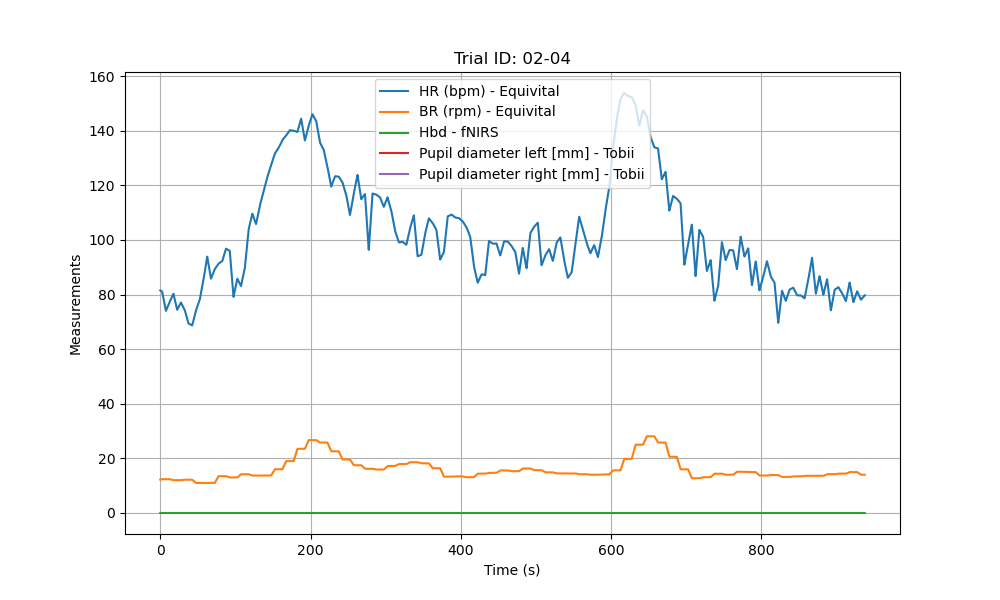 Trial ID: 02-04
HR (bpm) - Equivital
BR (rpm) - Equivital
Hbd - fNIRS
Pupil diameter left [mm] - Tobii
Pupil diameter right [mm] - Tobii
160
140
120
100
80
60
40
20
0
Measurements
0 200 400 600 800
Time (s)